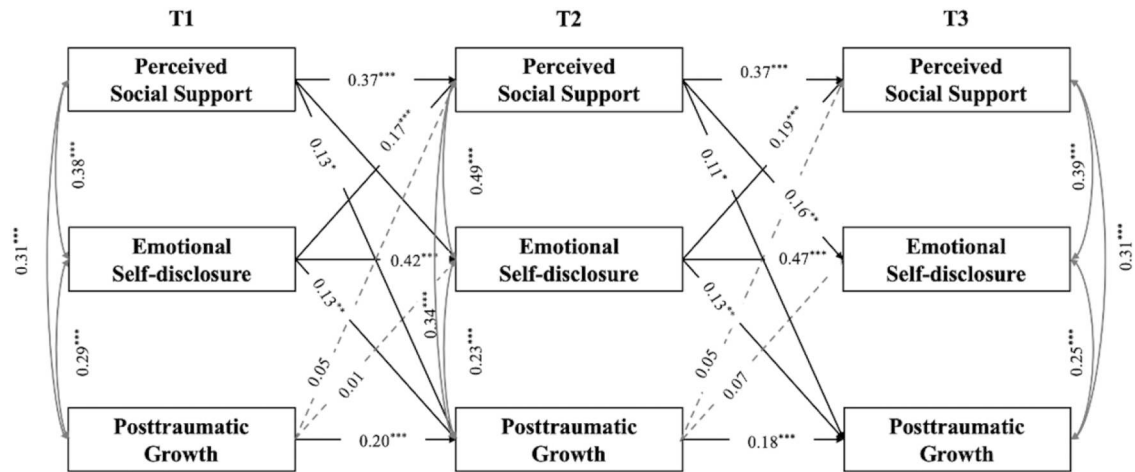 T1 T2 T3
Perceived
Social Support
0.37***
Perceived
Social Support
0.37***
Perceived
Social Support
0.38***
0.31***
0.17***
0.13*
0.49***
0.19***
0.11*
0.16**
0.39***
0.31***
Emotional
Self-disclosure
0.42***
Emotional
Self-disclosure
0.47***
Emotional
Self-disclosure
0.29***
0.13**
0.05
0.01
0.34***
0.23***
0.13**
0.05
0.07
0.25***
Posttraumatic
Growth
0.20***
Posttraumatic
Growth
0.18***
Posttraumatic
Growth